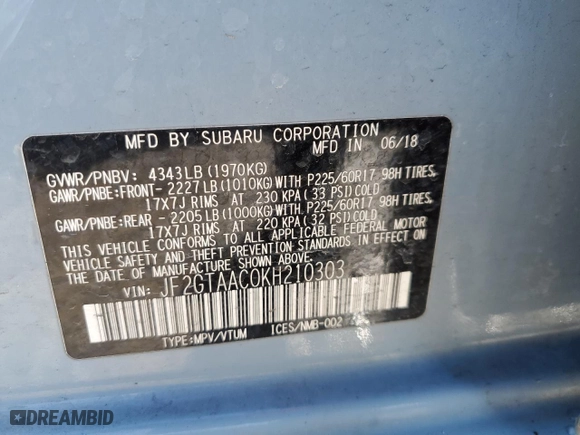 MFD BY SUBARU CORPORATION
MFD IN 06/18
GVWR/PNBV: 4343LB (1970KG)
GAWR/PNBE:FRONT- 2227LB (1010KG)WITH P225/60R17 98H TIRES,
17X7J RIMS AT 230 KPA (33 PSI)COLD
GAWR/PNBE:REAR - 2205LB (1000KG)WITH P225/60R17 98H TIRES,
17X7J RIMS AT 220 KPA (32 PSI)COLD
THIS VEHICLE CONFORMS TO ALL APPLICABLE FEDERAL MOTOR
VEHICLE SAFETY AND THEFT PREVENTION STANDARDS IN EFFECT
ON THE DATE OF MANUFACTURE SHOWN ABOVE.
VIN: JF2GTAAC0KH210303
TYPE:MPV/VTUM ICES/NMB-002
DREAMBID